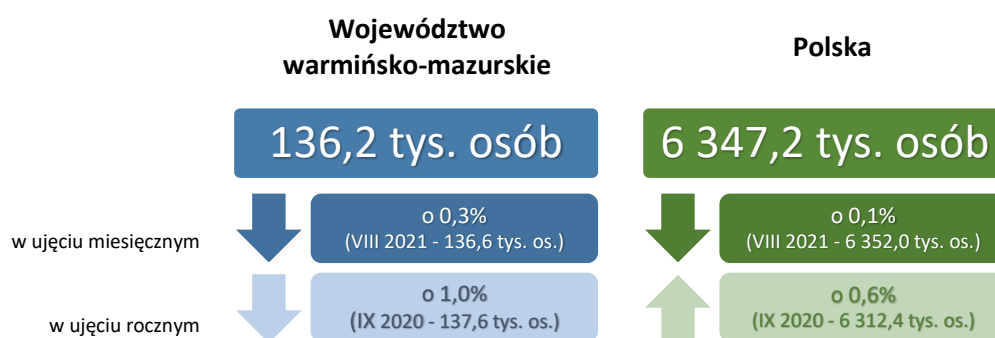 Województwo
warmińsko-mazurskie
Polska
136,2 tys. osób
6 347,2 tys. osób
w ujęciu miesięcznym
o 0,3%
(VIII 2021 - 136,6 tys. os.)
o 0,1%
(VIII 2021 - 6 352,0 tys. os.)
w ujęciu rocznym
o 1,0%
(IX 2020 - 137,6 tys. os.)
o 0,6%
(IX 2020 - 6 312,4 tys. os.)